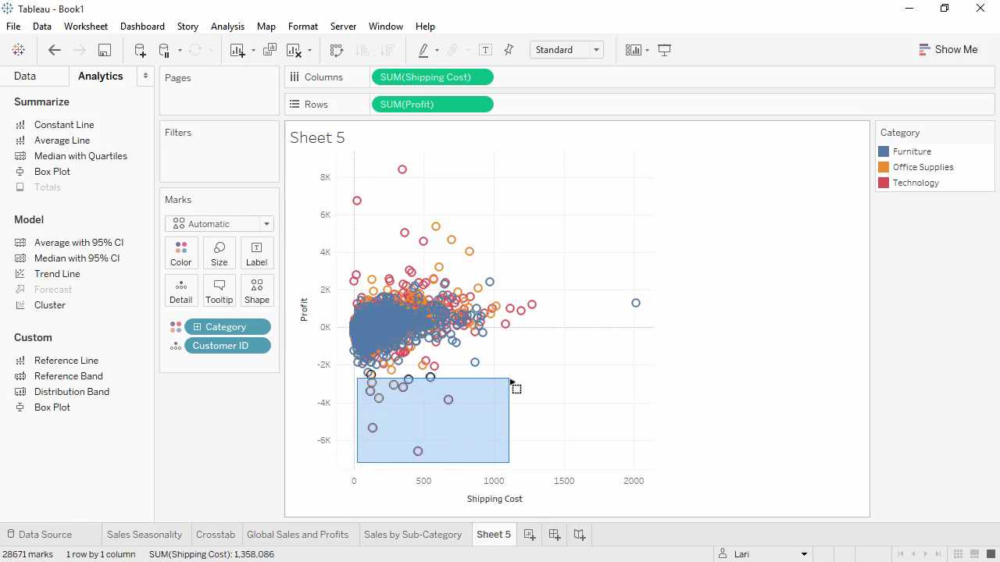 Tableau - Book1
File Data Worksheet Dashboard Story Analysis Map Format Server Window Help
Standard
Show Me
Data Analytics
Summarize
Constant Line
Average Line
Median with Quartiles
Box Plot
Totals
Model
Average with 95% CI
Median with 95% CI
Trend Line
Forecast
Cluster
Custom
Reference Line
Reference Band
Distribution Band
Box Plot
Pages
Filters
Marks
Automatic
Color Size Label
Detail Tooltip Shape
Category
Customer ID
Columns SUM(Shipping Cost)
Rows SUM(Profit)
Sheet 5
8K
6K
4K
2K
0K
-2K
-4K
-6K
Profit
0 500 1000 1500 2000
Shipping Cost
Category
Furniture
Office Supplies
Technology
Data Source Sales Seasonality Crosstab Global Sales and Profits Sales by Sub-Category Sheet 5
28671 marks 1 row by 1 column SUM(Shipping Cost): 1,358,086 Lari